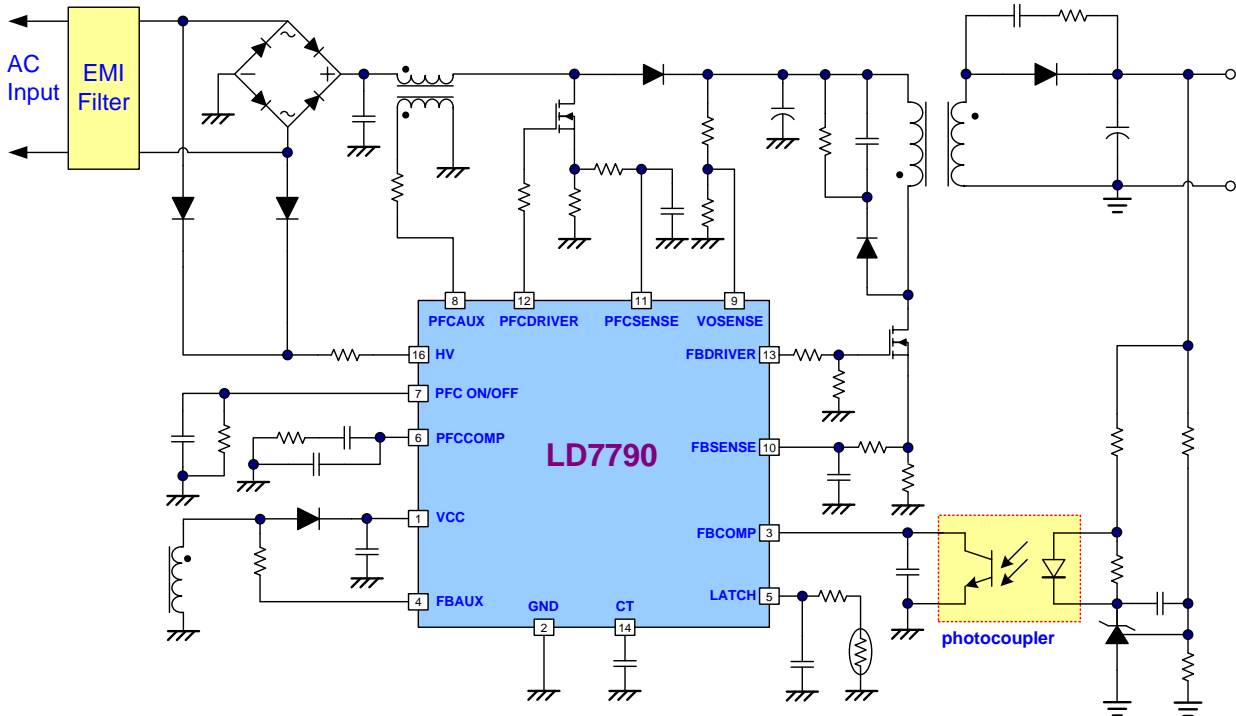 AC
Input
EMI
Filter
8
12
11
9
PFCAUX
PFCDRIVER
PFCSENSE
VOSENSE
16
HV
FBDRIVER
13
7
PFC ON/OFF
6
PFCCOMP
LD7790
FBSENSE
10
1
VCC
FBCOMP
3
4
FBAUX
GND
CT
LATCH
5
2
14
photocoupler